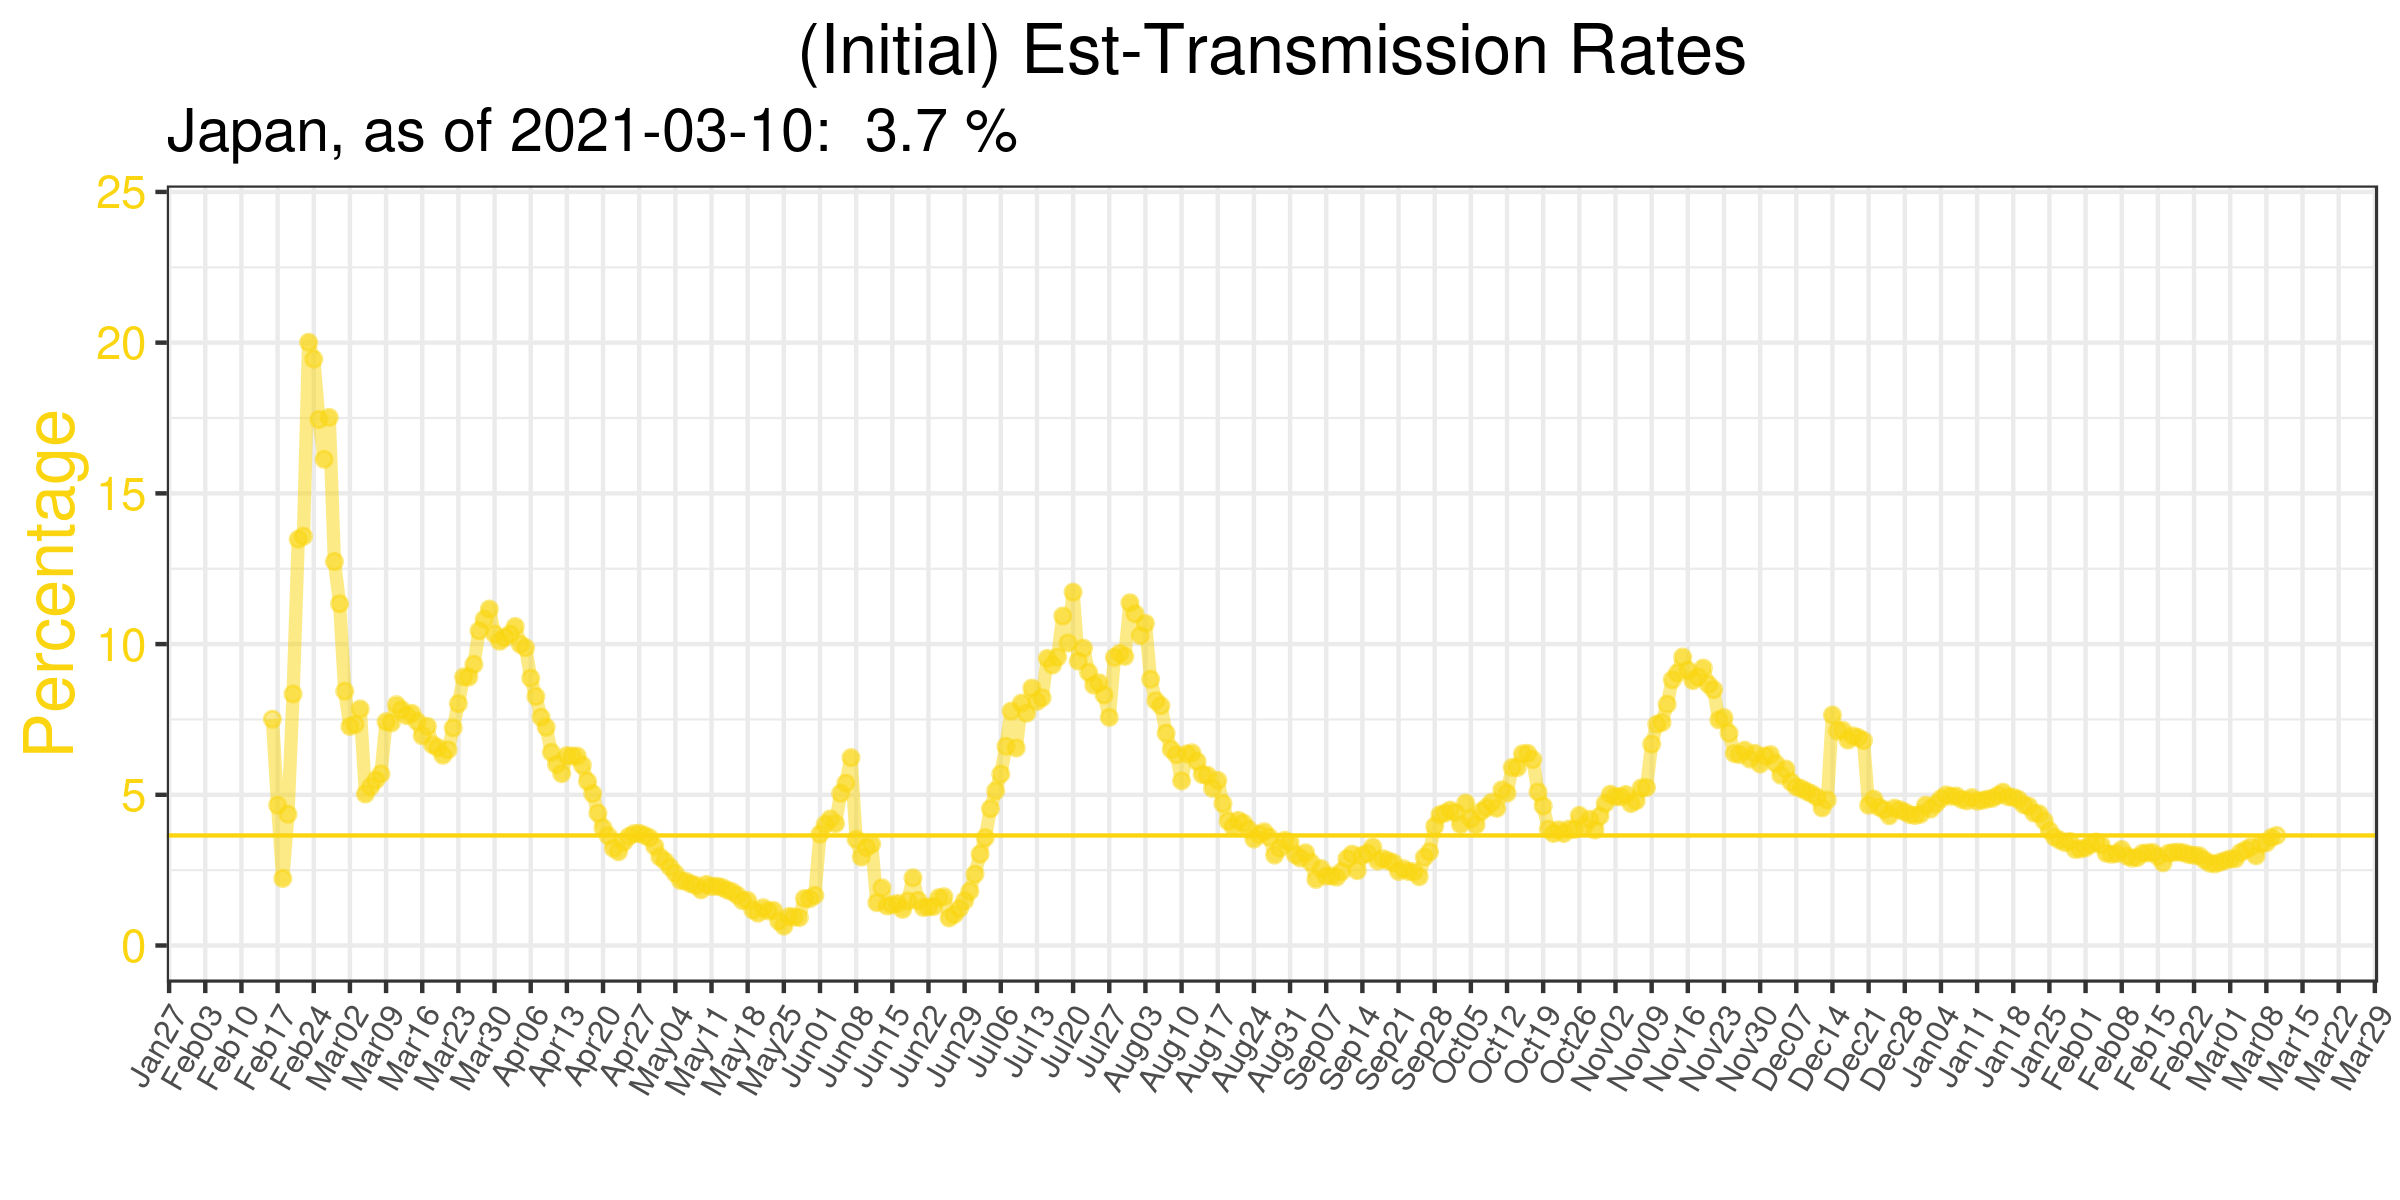 (Initial) Est-Transmission Rates
Japan, as of 2021-03-10:  3.7 %
Percentage
25
20
15
10
5
0
Jan27
Feb03
Feb10
Feb17
Feb24
Mar02
Mar09
Mar16
Mar23
Mar30
Apr06
Apr13
Apr20
Apr27
May04
May11
May18
May25
Jun01
Jun08
Jun15
Jun22
Jun29
Jul06
Jul13
Jul20
Jul27
Aug03
Aug10
Aug17
Aug24
Aug31
Sep07
Sep14
Sep21
Sep28
Oct05
Oct12
Oct19
Oct26
Nov02
Nov09
Nov16
Nov23
Nov30
Dec07
Dec14
Dec21
Dec28
Jan04
Jan11
Jan18
Jan25
Feb01
Feb08
Feb15
Feb22
Mar01
Mar08
Mar15
Mar22
Mar29